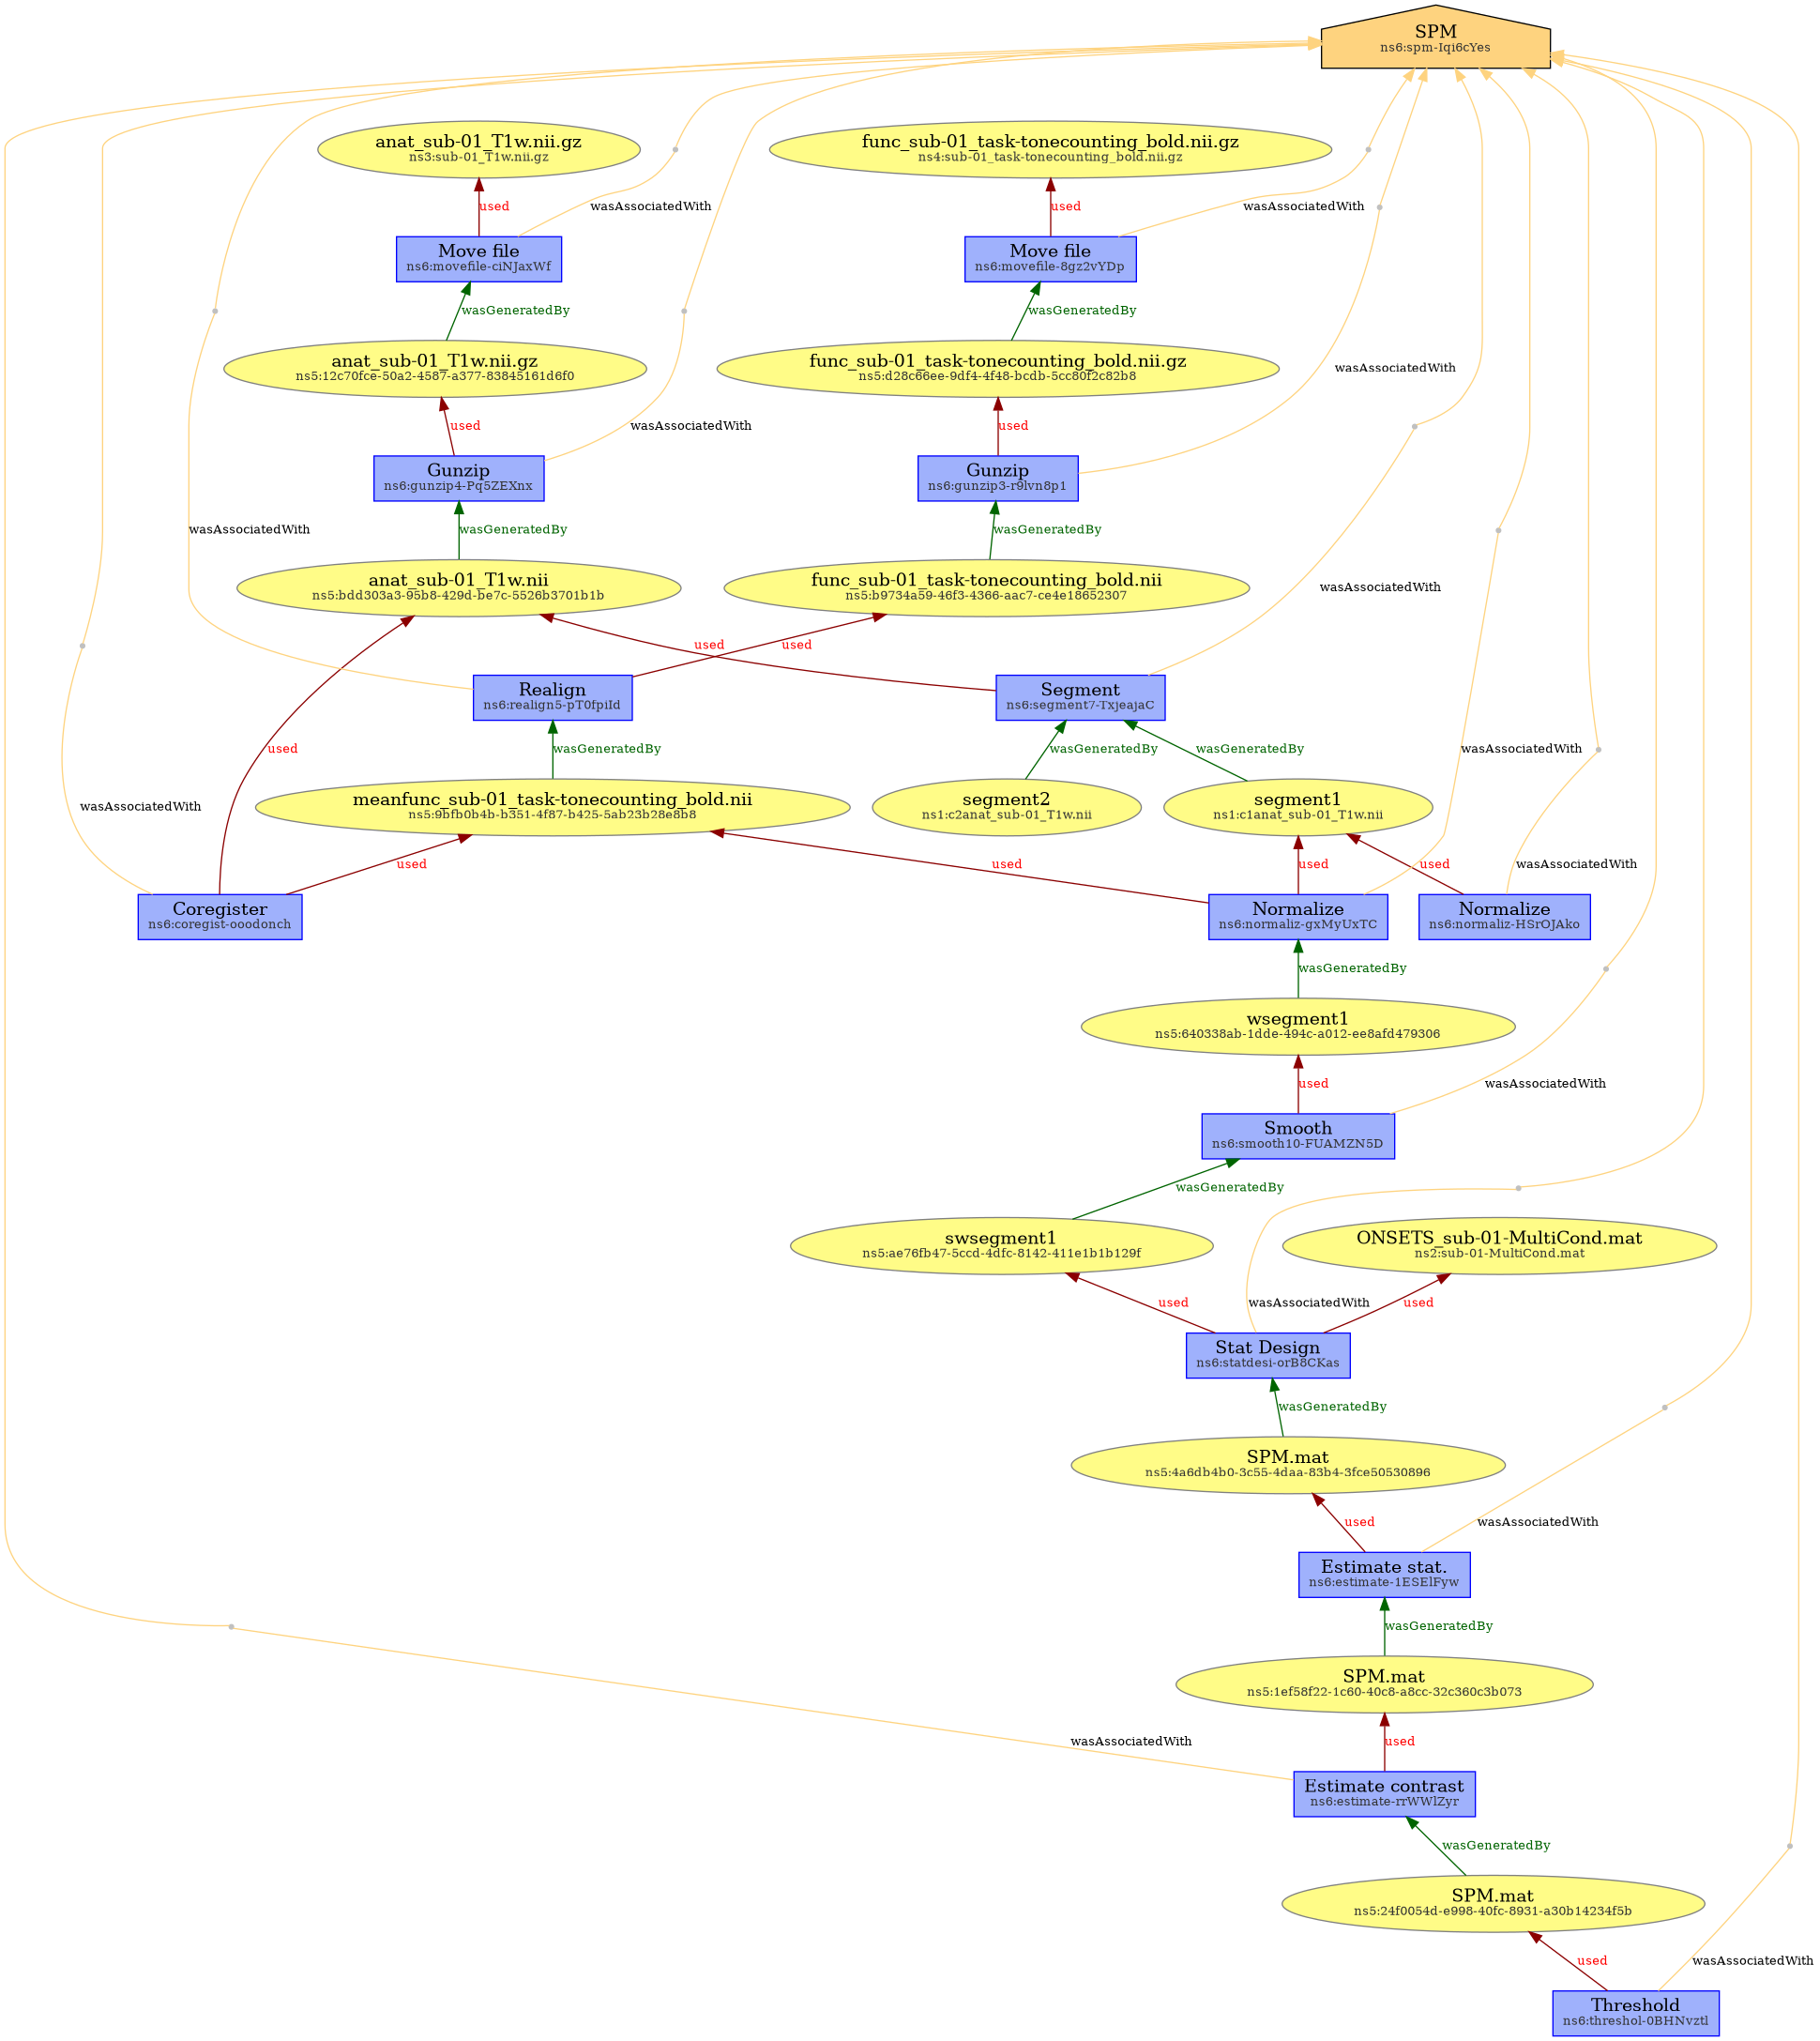 SPM
ns6:spm-Iqi6cYes
anat_sub-01_T1w.nii.gz
ns3:sub-01_T1w.nii.gz
func_sub-01_task-tonecounting_bold.nii.gz
ns4:sub-01_task-tonecounting_bold.nii.gz
used
wasAssociatedWith
used
wasAssociatedWith
Move file
ns6:movefile-ciNJaxWf
Move file
ns6:movefile-8gz2vYDp
wasGeneratedBy
wasGeneratedBy
anat_sub-01_T1w.nii.gz
ns5:12c70fce-50a2-4587-a377-83845161d6f0
func_sub-01_task-tonecounting_bold.nii.gz
ns5:d28c66ee-9df4-4f48-bcdb-5cc80f2c82b8
wasAssociatedWith
used
wasAssociatedWith
used
Gunzip
ns6:gunzip4-Pq5ZEXnx
Gunzip
ns6:gunzip3-r9lvn8p1
wasAssociatedWith
wasGeneratedBy
wasGeneratedBy
anat_sub-01_T1w.nii
ns5:bdd303a3-95b8-429d-be7c-5526b3701b1b
func_sub-01_task-tonecounting_bold.nii
ns5:b9734a59-46f3-4366-aac7-ce4e18652307
wasAssociatedWith
used
used
Realign
ns6:realign5-pT0fpiId
Segment
ns6:segment7-TxjeajaC
used
wasGeneratedBy
wasGeneratedBy
wasGeneratedBy
wasAssociatedWith
meanfunc_sub-01_task-tonecounting_bold.nii
ns5:9bfb0b4b-b351-4f87-b425-5ab23b28e8b8
segment2
ns1:c2anat_sub-01_T1w.nii
segment1
ns1:c1anat_sub-01_T1w.nii
wasAssociatedWith
used
used
used
used
wasAssociatedWith
Coregister
ns6:coregist-ooodonch
Normalize
ns6:normaliz-gxMyUxTC
Normalize
ns6:normaliz-HSrOJAko
wasGeneratedBy
wsegment1
ns5:640338ab-1dde-494c-a012-ee8afd479306
used
wasAssociatedWith
Smooth
ns6:smooth10-FUAMZN5D
wasGeneratedBy
swsegment1
ns5:ae76fb47-5ccd-4dfc-8142-411e1b1b129f
ONSETS_sub-01-MultiCond.mat
ns2:sub-01-MultiCond.mat
used
wasAssociatedWith
used
Stat Design
ns6:statdesi-orB8CKas
wasGeneratedBy
SPM.mat
ns5:4a6db4b0-3c55-4daa-83b4-3fce50530896
used
wasAssociatedWith
Estimate stat.
ns6:estimate-1ESElFyw
wasGeneratedBy
SPM.mat
ns5:1ef58f22-1c60-40c8-a8cc-32c360c3b073
wasAssociatedWith
used
Estimate contrast
ns6:estimate-rrWWlZyr
wasGeneratedBy
SPM.mat
ns5:24f0054d-e998-40fc-8931-a30b14234f5b
used
wasAssociatedWith
Threshold
ns6:threshol-0BHNvztl